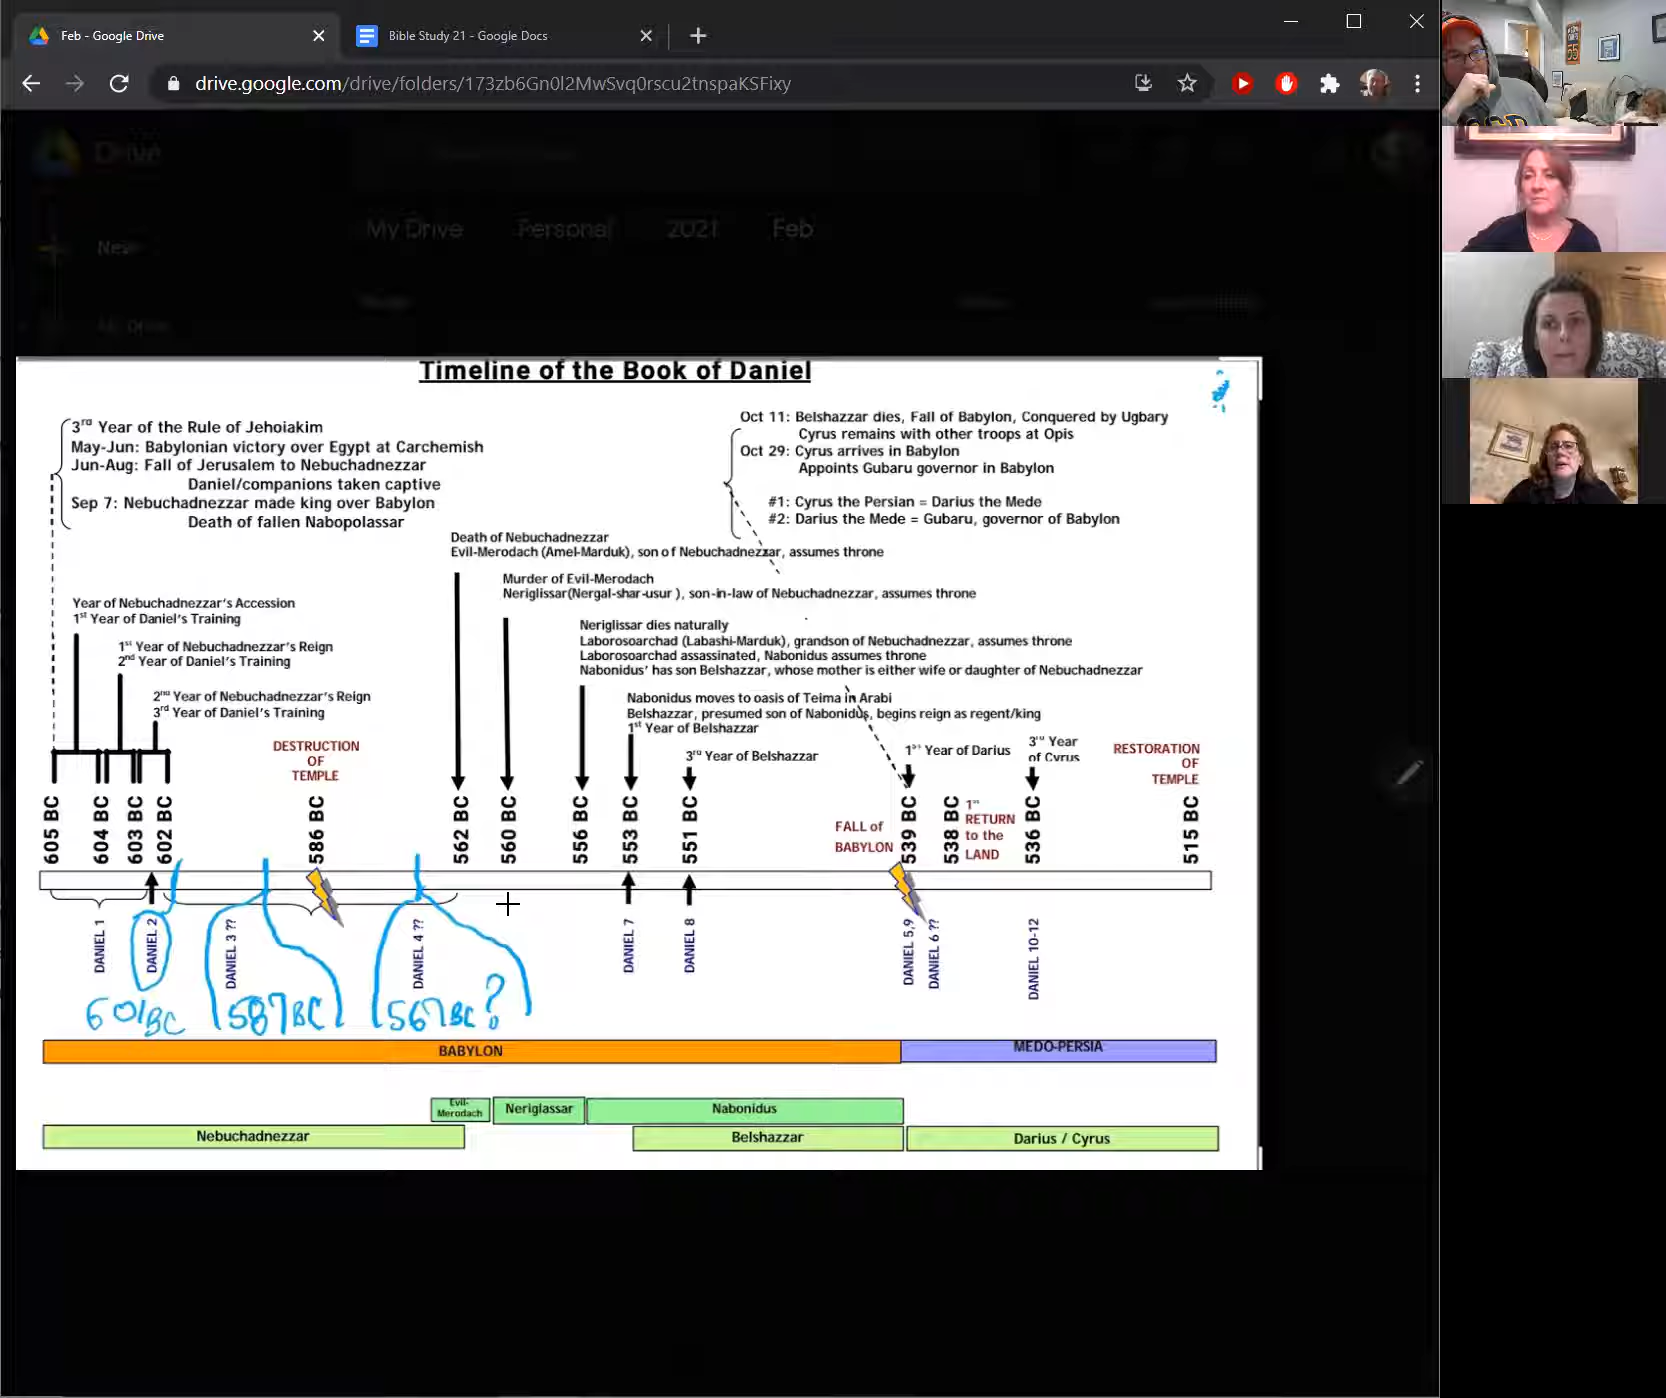 Feb - Google Drive
Bible Study 21 - Google Docs
drive.google.com/drive/folders/173zb6Gn0l2MwSvq0rscu2tnspaKSFixy
Drive
New
My Drive Personal 2021 Feb
Timeline of the Book of Daniel
3rd Year of the Rule of Jehoiakim
May-Jun: Babylonian victory over Egypt at Carchemish
Jun-Aug: Fall of Jerusalem to Nebuchadnezzar
Daniel/companions taken captive
Sep 7: Nebuchadnezzar made king over Babylon
Death of fallen Nabopolassar
Oct 11: Belshazzar dies, Fall of Babylon, Conquered by Ugbary
Cyrus remains with other troops at Opis
Oct 29: Cyrus arrives in Babylon
Appoints Gubaru governor in Babylon
#1: Cyrus the Persian = Darius the Mede
#2: Darius the Mede = Gubaru, governor of Babylon
Death of Nebuchadnezzar
Evil-Merodach (Amel-Marduk), son of Nebuchadnezzar, assumes throne
Murder of Evil-Merodach
Neriglissar(Nergal-shar-usur ), son-in-law of Nebuchadnezzar, assumes throne
Year of Nebuchadnezzar's Accession
1st Year of Daniel's Training
1st Year of Nebuchadnezzar's Reign
2nd Year of Daniel's Training
2nd Year of Nebuchadnezzar's Reign
3rd Year of Daniel's Training
Neriglissar dies naturally
Laborosoarchad (Labashi-Marduk), grandson of Nebuchadnezzar, assumes throne
Laborosoarchad assassinated, Nabonidus assumes throne
Nabonidus' has son Belshazzar, whose mother is either wife or daughter of Nebuchadnezzar
Nabonidus moves to oasis of Teima in Arabi
Belshazzar, presumed son of Nabonidus, begins reign as regent/king
1st Year of Belshazzar
3rd Year of Belshazzar
1st Year of Darius
3rd Year
of Cyrus
DESTRUCTION
OF
TEMPLE
RESTORATION
OF
TEMPLE
FALL of
BABYLON
1st
RETURN
to the
LAND
605 BC
604 BC
603 BC
602 BC
586 BC
562 BC
560 BC
556 BC
553 BC
551 BC
539 BC
538 BC
536 BC
515 BC
DANIEL 1
DANIEL 2
DANIEL 3 ??
DANIEL 4 ??
DANIEL 7
DANIEL 8
DANIEL 5,9
DANIEL 6 ??
DANIEL 10-12
601BC
587BC
567BC?
BABYLON
MEDO-PERSIA
Evil-
Merodach
Neriglassar
Nabonidus
Nebuchadnezzar
Belshazzar
Darius / Cyrus